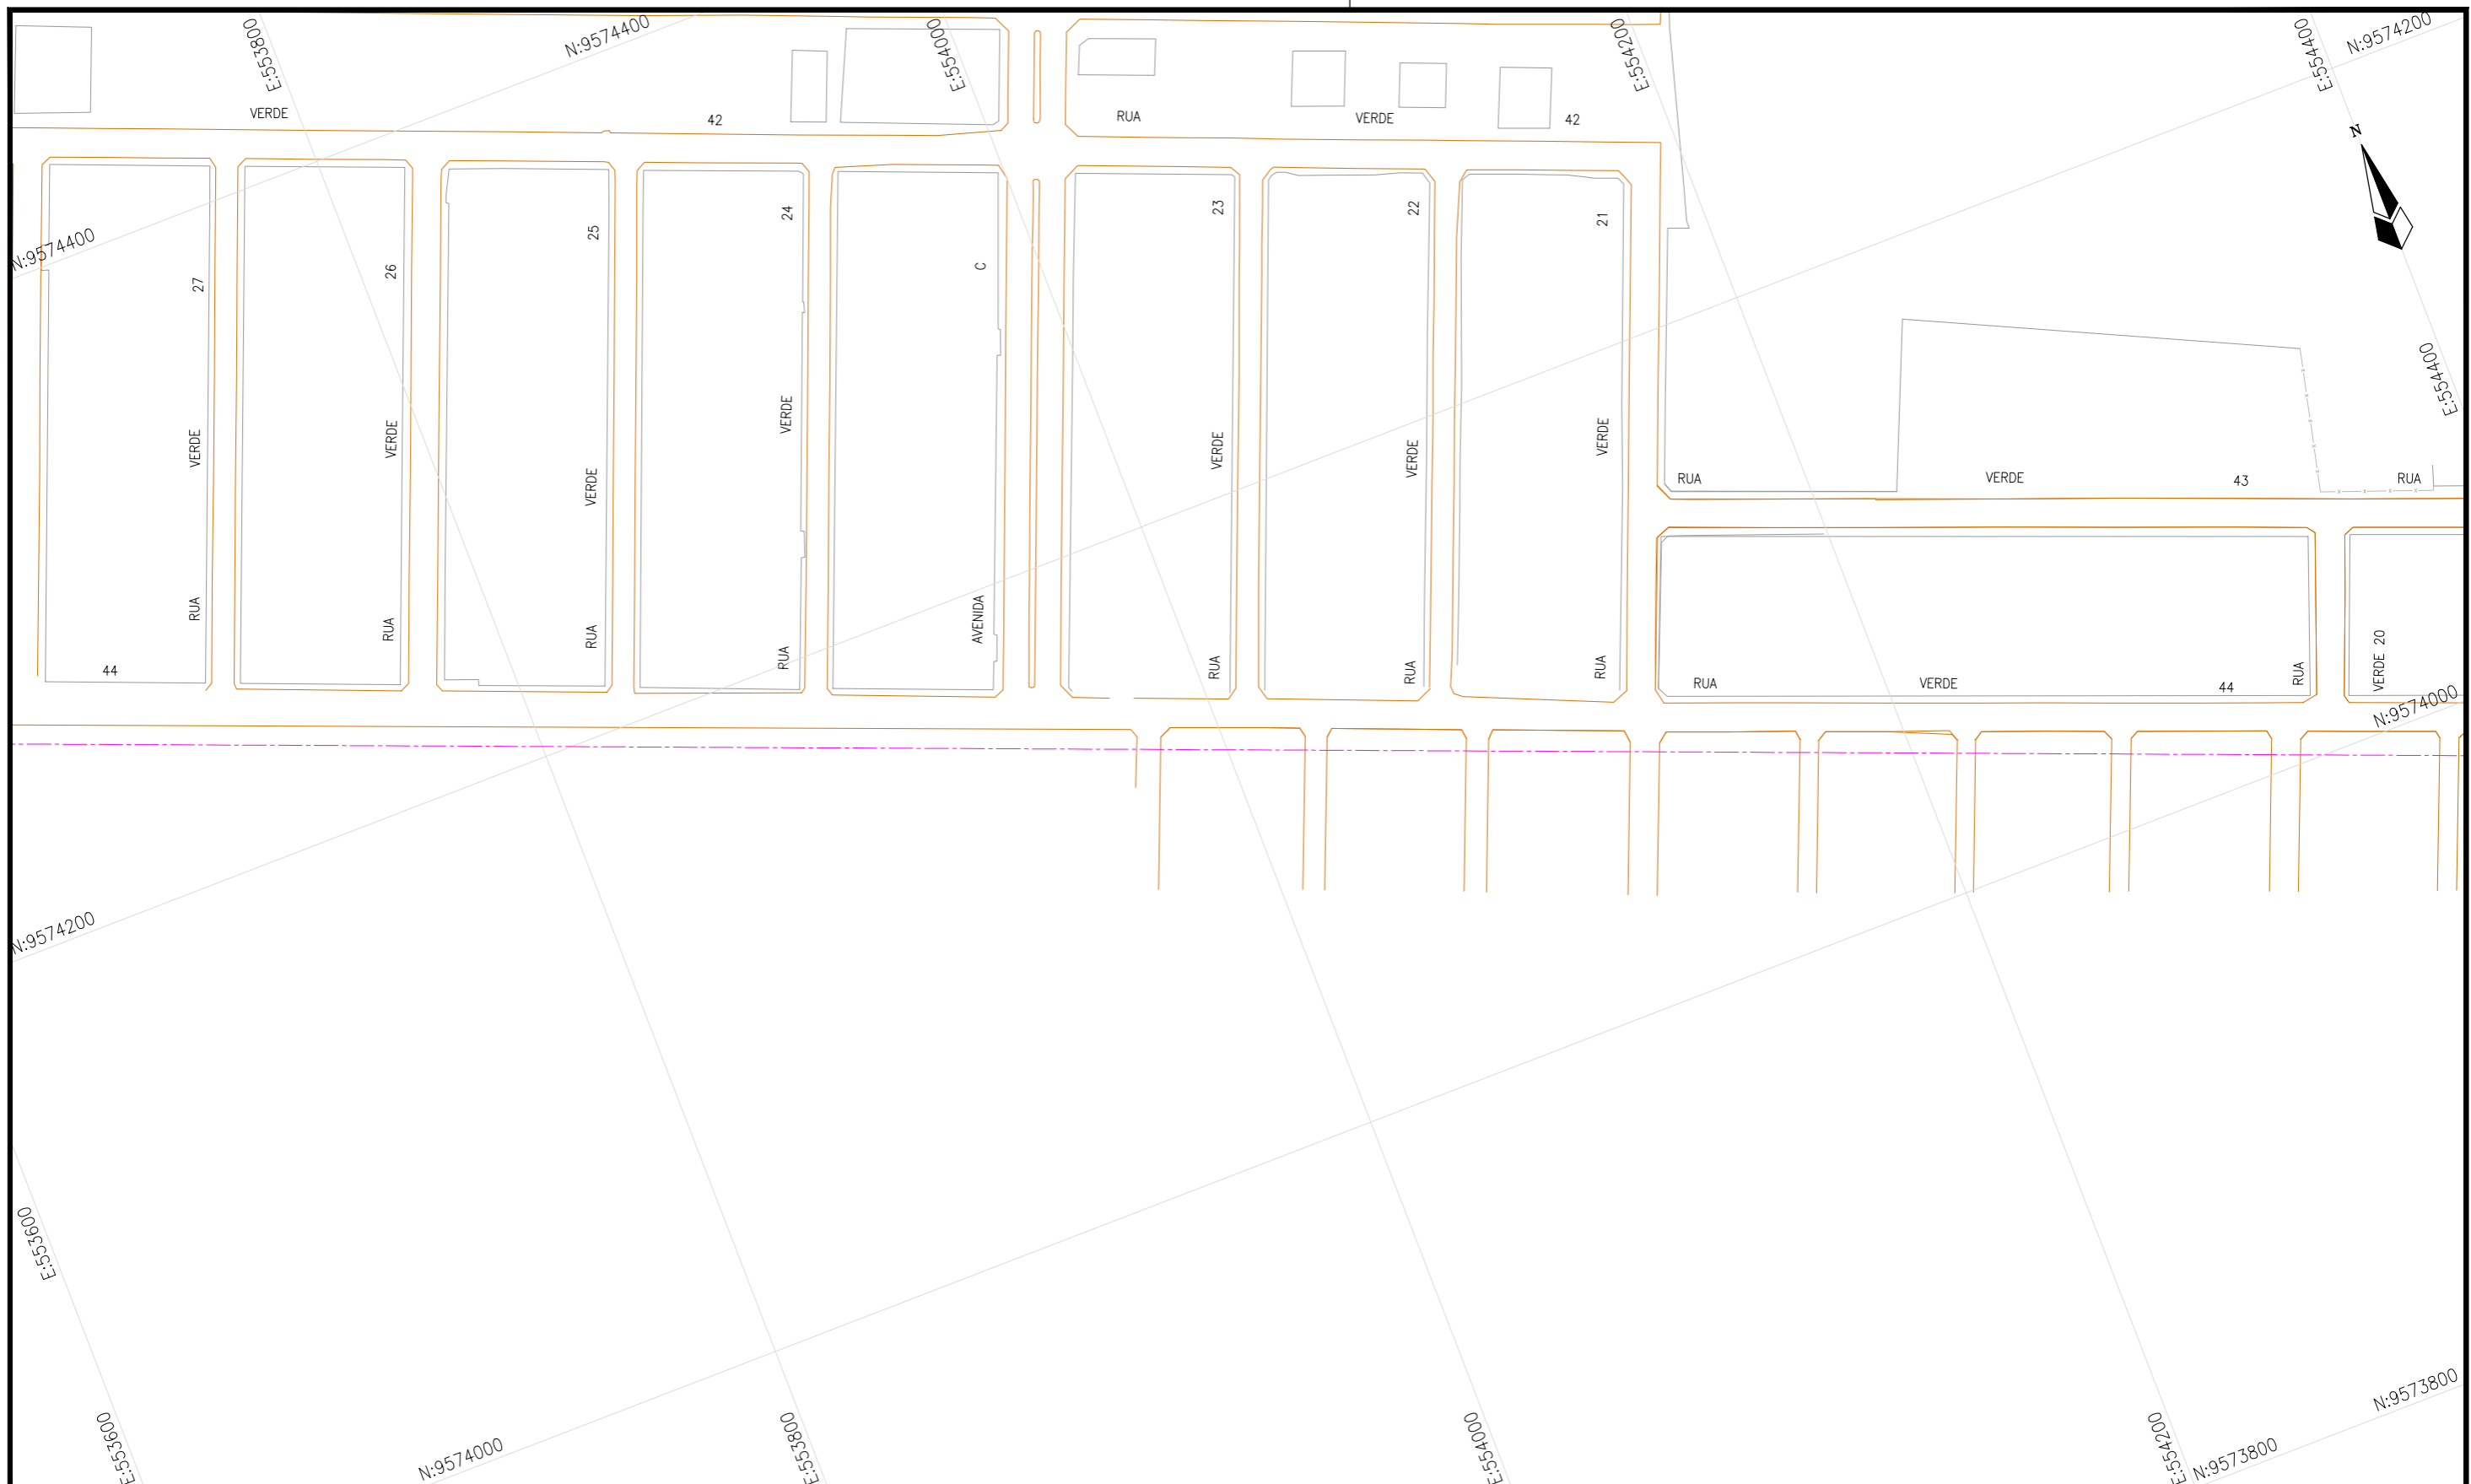 E:553800
N:9574400
E:554000
E:554200
E:554400
N:9574200
VERDE
42
RUA
VERDE
42
N
N:9574400
27
VERDE
RUA
26
VERDE
RUA
25
VERDE
RUA
24
VERDE
RUA
C
AVENIDA
23
VERDE
RUA
22
VERDE
RUA
21
VERDE
RUA
E:554400
RUA
VERDE
43
RUA
44
RUA
VERDE
44
RUA
VERDE 20
N:9574000
N:9574200
E:553600
E:553600
N:9574000
E:553800
E:554000
E:554200
N:9573800
N:9573800